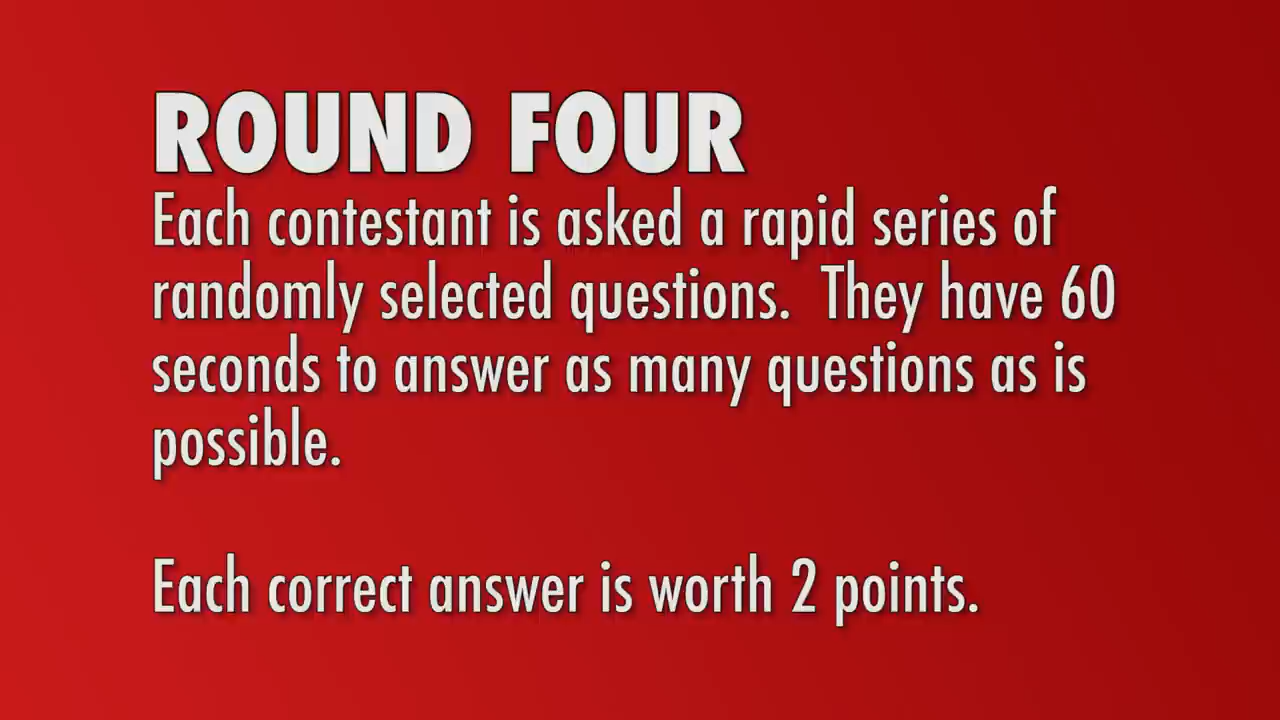 ROUND FOUR
Each contestant is asked a rapid series of
randomly selected questions.  They have 60
seconds to answer as many questions as is
possible.
Each correct answer is worth 2 points.